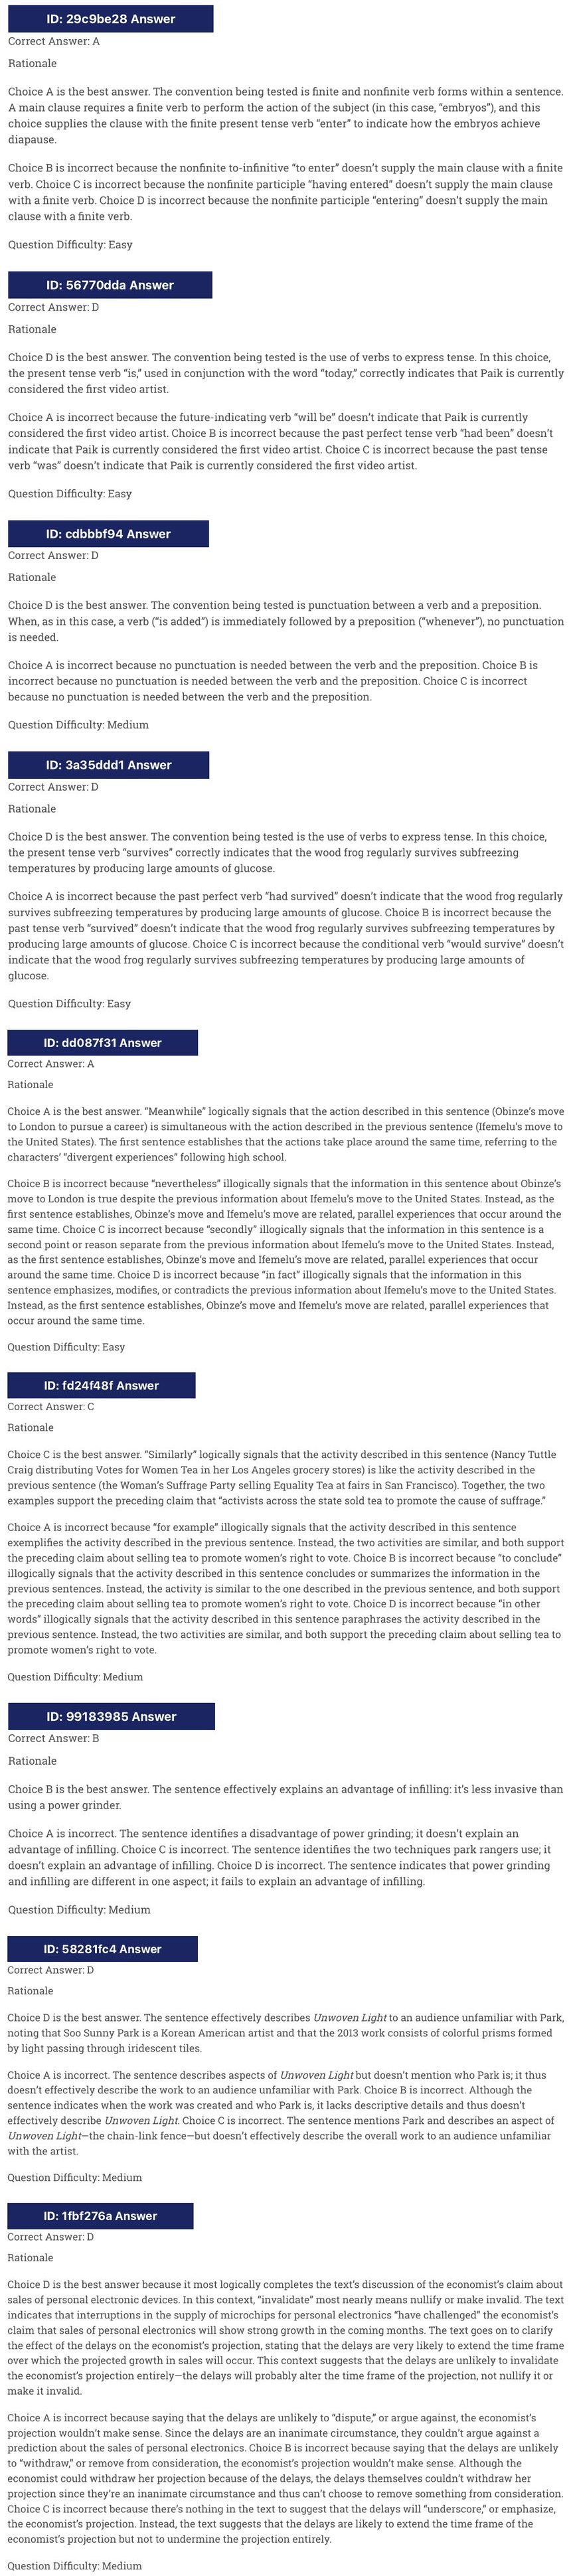 ID: 29c9be28 Answer
Correct Answer: A
Rationale
Choice A is the best answer. The convention being tested is finite and nonfinite verb forms within a sentence.
A main clause requires a finite verb to perform the action of the subject (in this case, “embryos”), and this
choice supplies the clause with the finite present tense verb “enter” to indicate how the embryos achieve
diapause.
Choice B is incorrect because the nonfinite to-infinitive “to enter” doesn’t supply the main clause with a finite
verb. Choice C is incorrect because the nonfinite participle “having entered” doesn’t supply the main clause
with a finite verb. Choice D is incorrect because the nonfinite participle “entering” doesn’t supply the main
clause with a finite verb.
Question Difficulty: Easy
ID: 56770dda Answer
Correct Answer: D
Rationale
Choice D is the best answer. The convention being tested is the use of verbs to express tense. In this choice,
the present tense verb “is,” used in conjunction with the word “today,” correctly indicates that Paik is currently
considered the first video artist.
Choice A is incorrect because the future-indicating verb “will be” doesn’t indicate that Paik is currently
considered the first video artist. Choice B is incorrect because the past perfect tense verb “had been” doesn’t
indicate that Paik is currently considered the first video artist. Choice C is incorrect because the past tense
verb “was” doesn’t indicate that Paik is currently considered the first video artist.
Question Difficulty: Easy
ID: cdbbbf94 Answer
Correct Answer: D
Rationale
Choice D is the best answer. The convention being tested is punctuation between a verb and a preposition.
When, as in this case, a verb (“is added”) is immediately followed by a preposition (“whenever”), no punctuation
is needed.
Choice A is incorrect because no punctuation is needed between the verb and the preposition. Choice B is
incorrect because no punctuation is needed between the verb and the preposition. Choice C is incorrect
because no punctuation is needed between the verb and the preposition.
Question Difficulty: Medium
ID: 3a35ddd1 Answer
Correct Answer: D
Rationale
Choice D is the best answer. The convention being tested is the use of verbs to express tense. In this choice,
the present tense verb “survives” correctly indicates that the wood frog regularly survives subfreezing
temperatures by producing large amounts of glucose.
Choice A is incorrect because the past perfect verb “had survived” doesn’t indicate that the wood frog regularly
survives subfreezing temperatures by producing large amounts of glucose. Choice B is incorrect because the
past tense verb “survived” doesn’t indicate that the wood frog regularly survives subfreezing temperatures by
producing large amounts of glucose. Choice C is incorrect because the conditional verb “would survive” doesn’t
indicate that the wood frog regularly survives subfreezing temperatures by producing large amounts of
glucose.
Question Difficulty: Easy
ID: dd087f31 Answer
Correct Answer: A
Rationale
Choice A is the best answer. “Meanwhile” logically signals that the action described in this sentence (Obinze’s move
to London to pursue a career) is simultaneous with the action described in the previous sentence (Ifemelu’s move to
the United States). The first sentence establishes that the actions take place around the same time, referring to the
characters’ “divergent experiences” following high school.
Choice B is incorrect because “nevertheless” illogically signals that the information in this sentence about Obinze’s
move to London is true despite the previous information about Ifemelu’s move to the United States. Instead, as the
first sentence establishes, Obinze’s move and Ifemelu’s move are related, parallel experiences that occur around the
same time. Choice C is incorrect because “secondly” illogically signals that the information in this sentence is a
second point or reason separate from the previous information about Ifemelu’s move to the United States. Instead,
as the first sentence establishes, Obinze’s move and Ifemelu’s move are related, parallel experiences that occur
around the same time. Choice D is incorrect because “in fact” illogically signals that the information in this
sentence emphasizes, modifies, or contradicts the previous information about Ifemelu’s move to the United States.
Instead, as the first sentence establishes, Obinze’s move and Ifemelu’s move are related, parallel experiences that
occur around the same time.
Question Difficulty: Easy
ID: fd24f48f Answer
Correct Answer: C
Rationale
Choice C is the best answer. “Similarly” logically signals that the activity described in this sentence (Nancy Tuttle
Craig distributing Votes for Women Tea in her Los Angeles grocery stores) is like the activity described in the
previous sentence (the Woman’s Suffrage Party selling Equality Tea at fairs in San Francisco). Together, the two
examples support the preceding claim that “activists across the state sold tea to promote the cause of suffrage.”
Choice A is incorrect because “for example” illogically signals that the activity described in this sentence
exemplifies the activity described in the previous sentence. Instead, the two activities are similar, and both support
the preceding claim about selling tea to promote women’s right to vote. Choice B is incorrect because “to conclude”
illogically signals that the activity described in this sentence concludes or summarizes the information in the
previous sentences. Instead, the activity is similar to the one described in the previous sentence, and both support
the preceding claim about selling tea to promote women’s right to vote. Choice D is incorrect because “in other
words” illogically signals that the activity described in this sentence paraphrases the activity described in the
previous sentence. Instead, the two activities are similar, and both support the preceding claim about selling tea to
promote women’s right to vote.
Question Difficulty: Medium
ID: 99183985 Answer
Correct Answer: B
Rationale
Choice B is the best answer. The sentence effectively explains an advantage of infilling: it’s less invasive than
using a power grinder.
Choice A is incorrect. The sentence identifies a disadvantage of power grinding; it doesn’t explain an
advantage of infilling. Choice C is incorrect. The sentence identifies the two techniques park rangers use; it
doesn’t explain an advantage of infilling. Choice D is incorrect. The sentence indicates that power grinding
and infilling are different in one aspect; it fails to explain an advantage of infilling.
Question Difficulty: Medium
ID: 58281fc4 Answer
Correct Answer: D
Rationale
Choice D is the best answer. The sentence effectively describes Unwoven Light to an audience unfamiliar with Park,
noting that Soo Sunny Park is a Korean American artist and that the 2013 work consists of colorful prisms formed
by light passing through iridescent tiles.
Choice A is incorrect. The sentence describes aspects of Unwoven Light but doesn’t mention who Park is; it thus
doesn’t effectively describe the work to an audience unfamiliar with Park. Choice B is incorrect. Although the
sentence indicates when the work was created and who Park is, it lacks descriptive details and thus doesn’t
effectively describe Unwoven Light. Choice C is incorrect. The sentence mentions Park and describes an aspect of
Unwoven Light—the chain-link fence—but doesn’t effectively describe the overall work to an audience unfamiliar
with the artist.
Question Difficulty: Medium
ID: 1fbf276a Answer
Correct Answer: D
Rationale
Choice D is the best answer because it most logically completes the text’s discussion of the economist’s claim about
sales of personal electronic devices. In this context, “invalidate” most nearly means nullify or make invalid. The text
indicates that interruptions in the supply of microchips for personal electronics “have challenged” the economist’s
claim that sales of personal electronics will show strong growth in the coming months. The text goes on to clarify
the effect of the delays on the economist’s projection, stating that the delays are very likely to extend the time frame
over which the projected growth in sales will occur. This context suggests that the delays are unlikely to invalidate
the economist’s projection entirely—the delays will probably alter the time frame of the projection, not nullify it or
make it invalid.
Choice A is incorrect because saying that the delays are unlikely to “dispute,” or argue against, the economist’s
projection wouldn’t make sense. Since the delays are an inanimate circumstance, they couldn’t argue against a
prediction about the sales of personal electronics. Choice B is incorrect because saying that the delays are unlikely
to “withdraw,” or remove from consideration, the economist’s projection wouldn’t make sense. Although the
economist could withdraw her projection because of the delays, the delays themselves couldn’t withdraw her
projection since they’re an inanimate circumstance and thus can’t choose to remove something from consideration.
Choice C is incorrect because there’s nothing in the text to suggest that the delays will “underscore,” or emphasize,
the economist’s projection. Instead, the text suggests that the delays are likely to extend the time frame of the
economist’s projection but not to undermine the projection entirely.
Question Difficulty: Medium